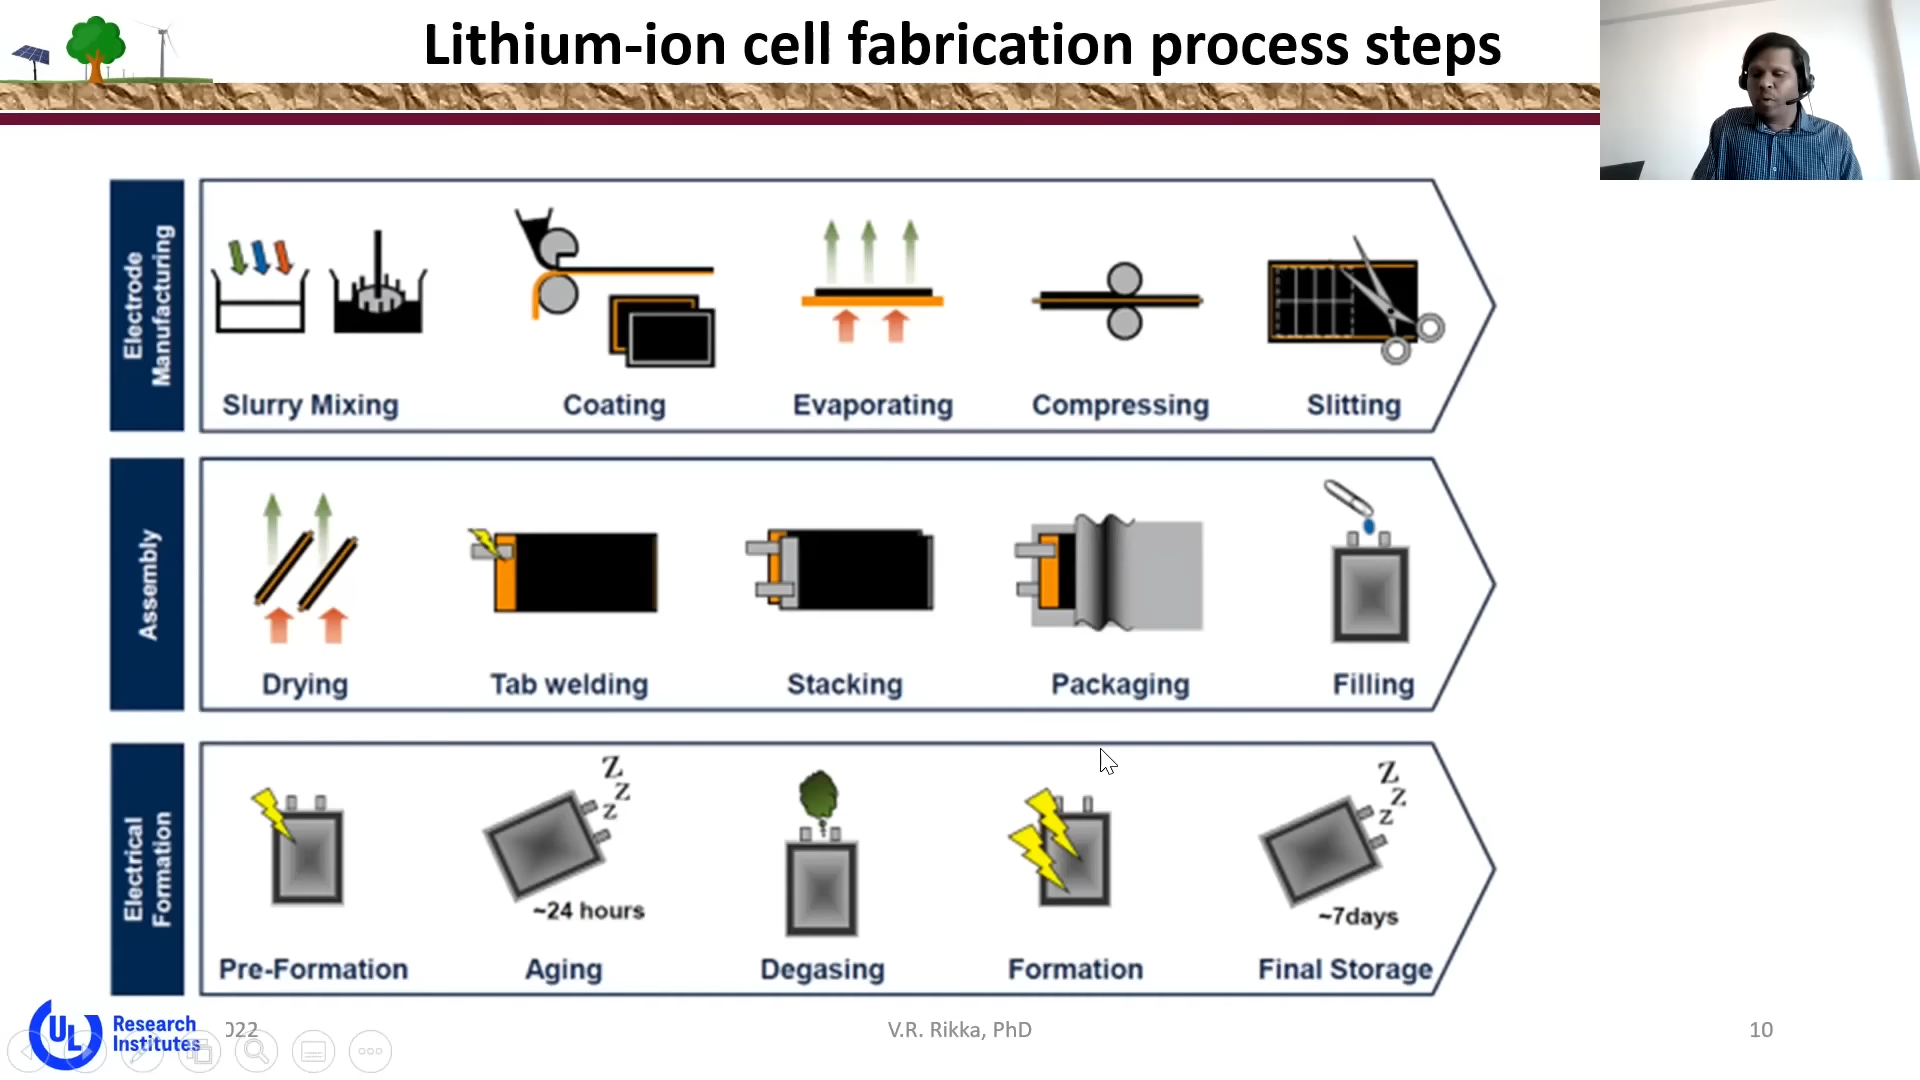 Lithium-ion cell fabrication process steps
Electrode
Manufacturing
Slurry Mixing
Coating
Evaporating
Compressing
Slitting
Assembly
Drying
Tab welding
Stacking
Packaging
Filling
Electrical
Formation
Z
Z
Z
~24 hours
Z
Z
Z
~7days
Pre-Formation
Aging
Degasing
Formation
Final Storage
UL
Research
Institutes
022
V.R. Rikka, PhD
10